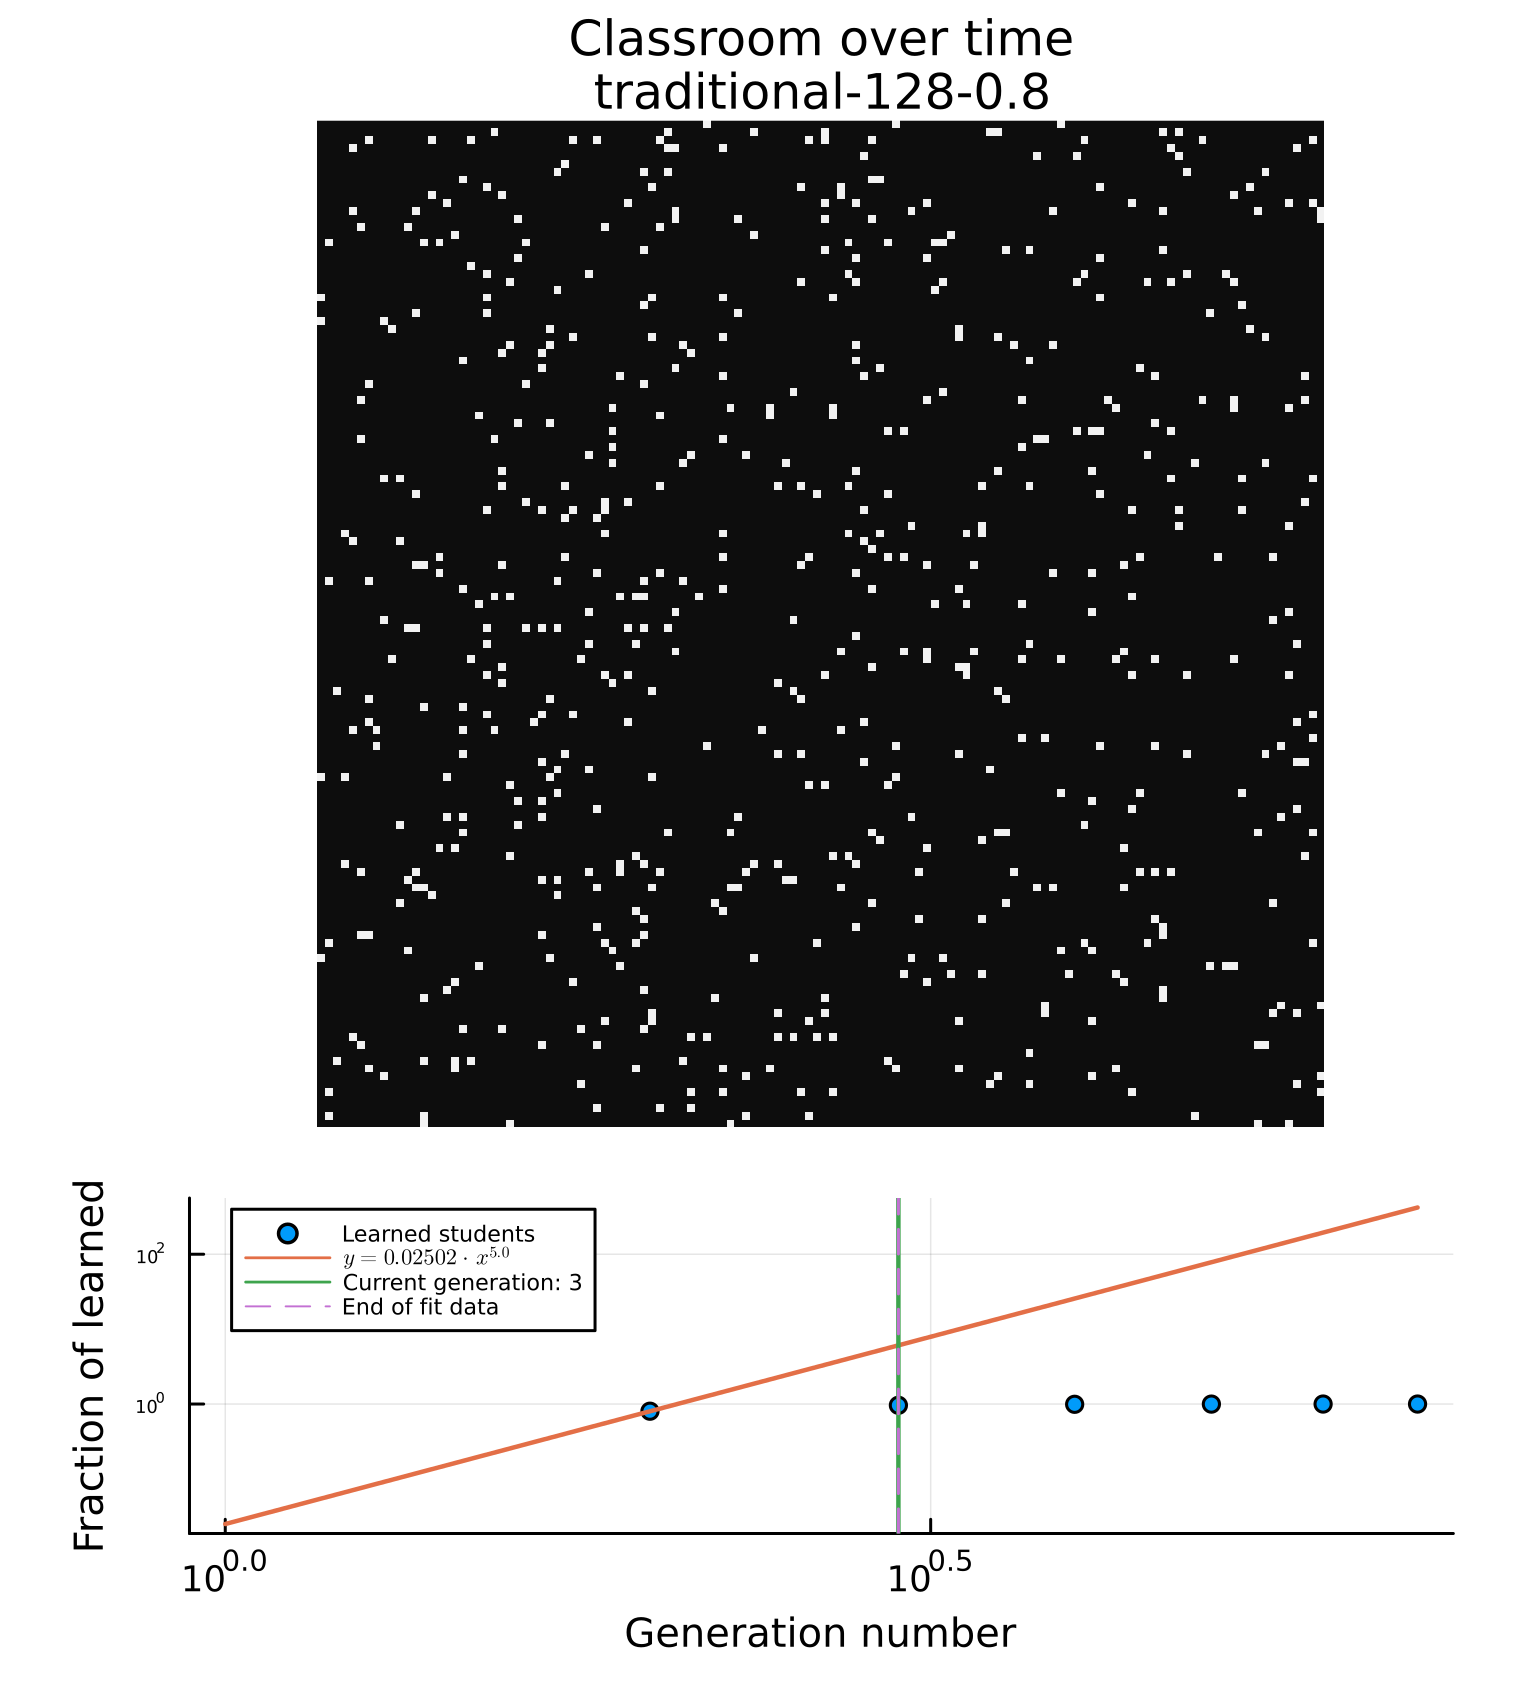 Classroom over time
traditional-128-0.8
Fraction of learned
10^2
10^0
Learned students
y = 0.02502 · x^5.0
Current generation: 3
End of fit data
10^0.0
10^0.5
Generation number